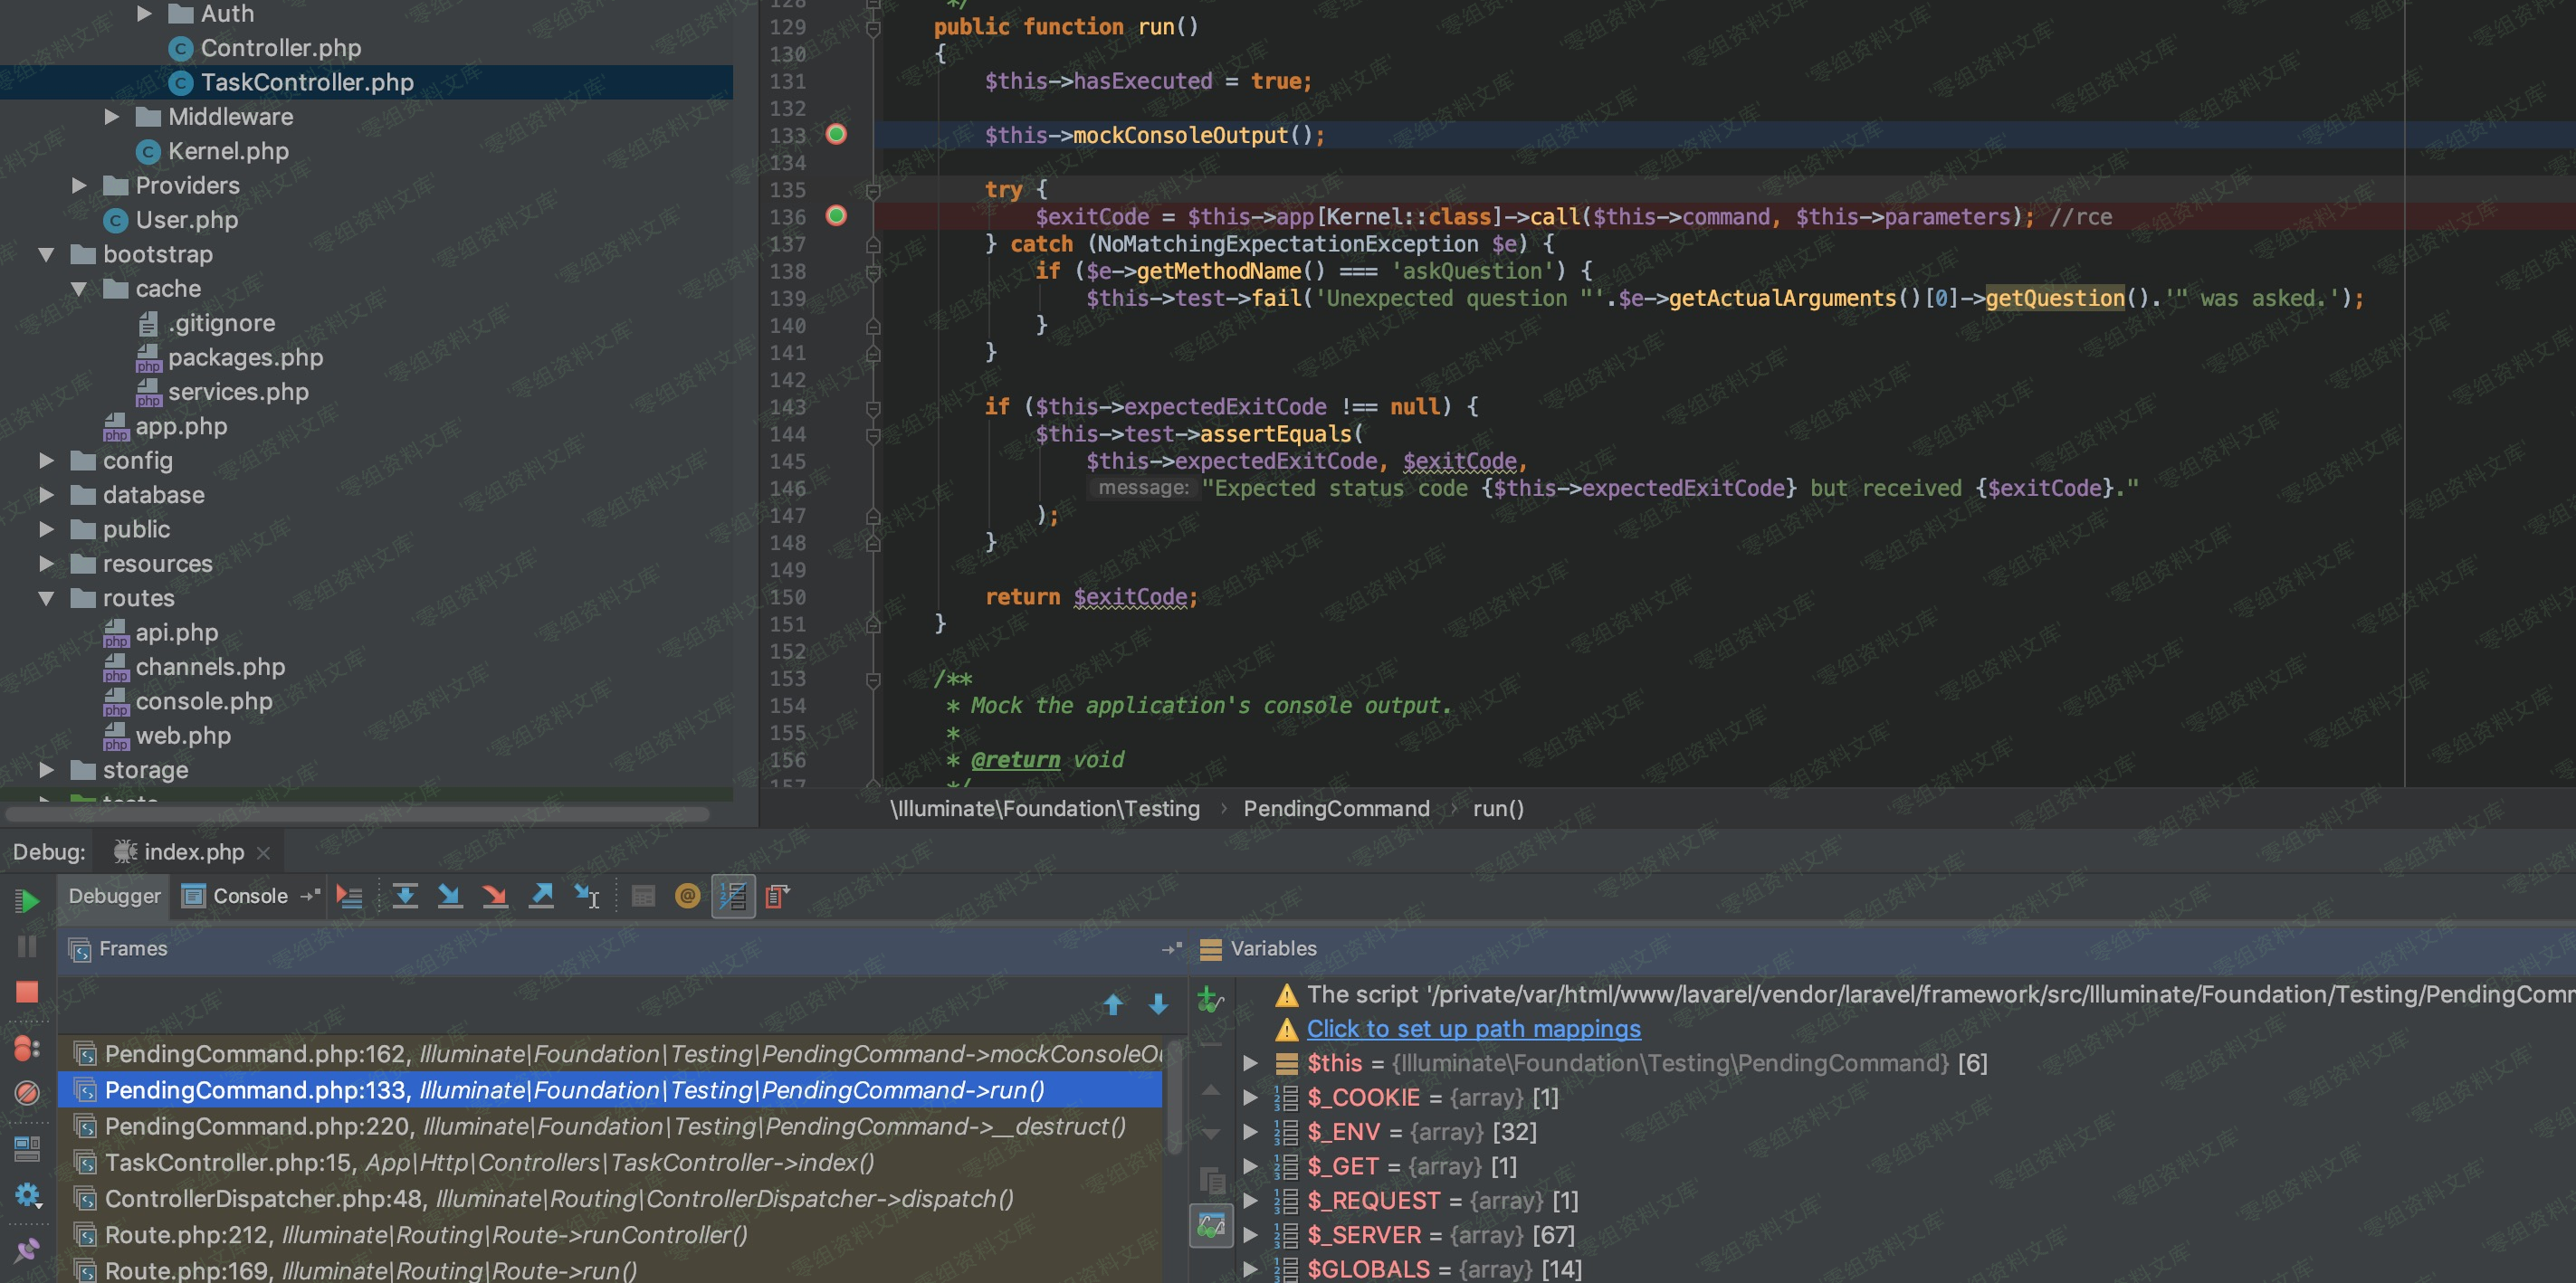 Auth
Controller.php
TaskController.php
Middleware
Kernel.php
Providers
User.php
bootstrap
cache
.gitignore
packages.php
services.php
app.php
config
database
public
resources
routes
api.php
channels.php
console.php
web.php
storage
tests
128 */
129 public function run()
130 {
131 $this->hasExecuted = true;
132
133 $this->mockConsoleOutput();
134
135 try {
136 $exitCode = $this->app[Kernel::class]->call($this->command, $this->parameters); //rce
137 } catch (NoMatchingExpectationException $e) {
138 if ($e->getMethodName() === 'askQuestion') {
139 $this->test->fail('Unexpected question "'.$e->getActualArguments()[0]->getQuestion().'" was asked.');
140 }
141 }
142
143 if ($this->expectedExitCode !== null) {
144 $this->test->assertEquals(
145 $this->expectedExitCode, $exitCode,
146 message: "Expected status code {$this->expectedExitCode} but received {$exitCode}."
147 );
148 }
149
150 return $exitCode;
151 }
152
153 /**
154 * Mock the application's console output.
155 *
156 * @return void
157 */
\Illuminate\Foundation\Testing › PendingCommand › run()
Debug: index.php
Debugger Console
Frames
PendingCommand.php:162, Illuminate\Foundation\Testing\PendingCommand->mockConsoleOu
PendingCommand.php:133, Illuminate\Foundation\Testing\PendingCommand->run()
PendingCommand.php:220, Illuminate\Foundation\Testing\PendingCommand->__destruct()
TaskController.php:15, App\Http\Controllers\TaskController->index()
ControllerDispatcher.php:48, Illuminate\Routing\ControllerDispatcher->dispatch()
Route.php:212, Illuminate\Routing\Route->runController()
Route.php:169, Illuminate\Routing\Route->run()
Variables
The script '/private/var/html/www/lavarel/vendor/laravel/framework/src/Illuminate/Foundation/Testing/PendingComm
Click to set up path mappings
$this = {Illuminate\Foundation\Testing\PendingCommand} [6]
$_COOKIE = {array} [1]
$_ENV = {array} [32]
$_GET = {array} [1]
$_REQUEST = {array} [1]
$_SERVER = {array} [67]
$GLOBALS = {array} [14]
'零组资料文库'